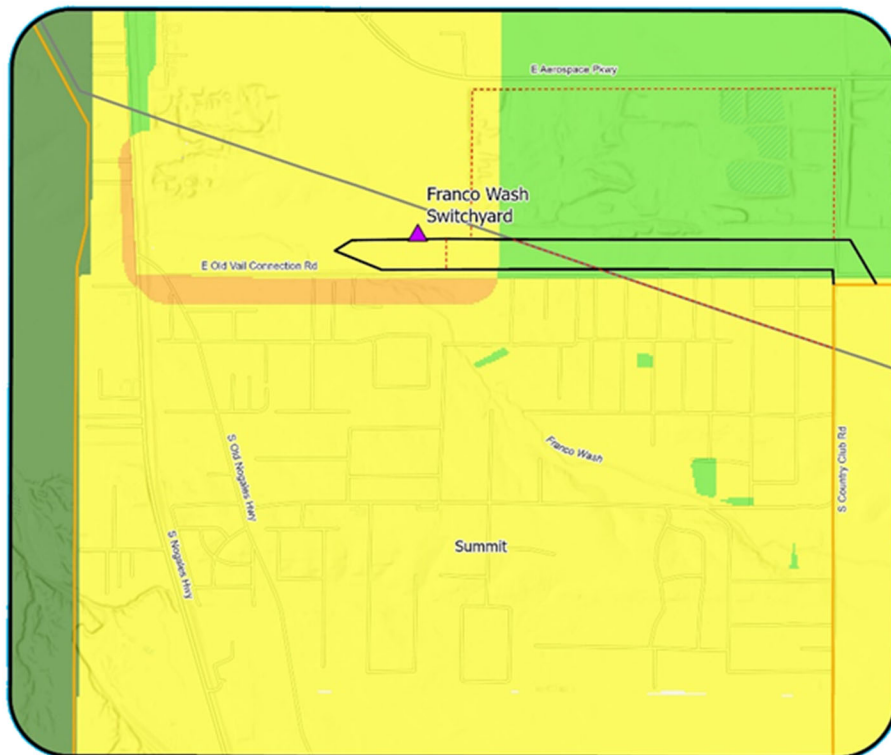 E Aerospace Pkwy
Franco Wash
Switchyard
E Old Vail Connection Rd
S Old Nogales Hwy
Franco Wash
S Country Club Rd
S Nogales Hwy
Summit